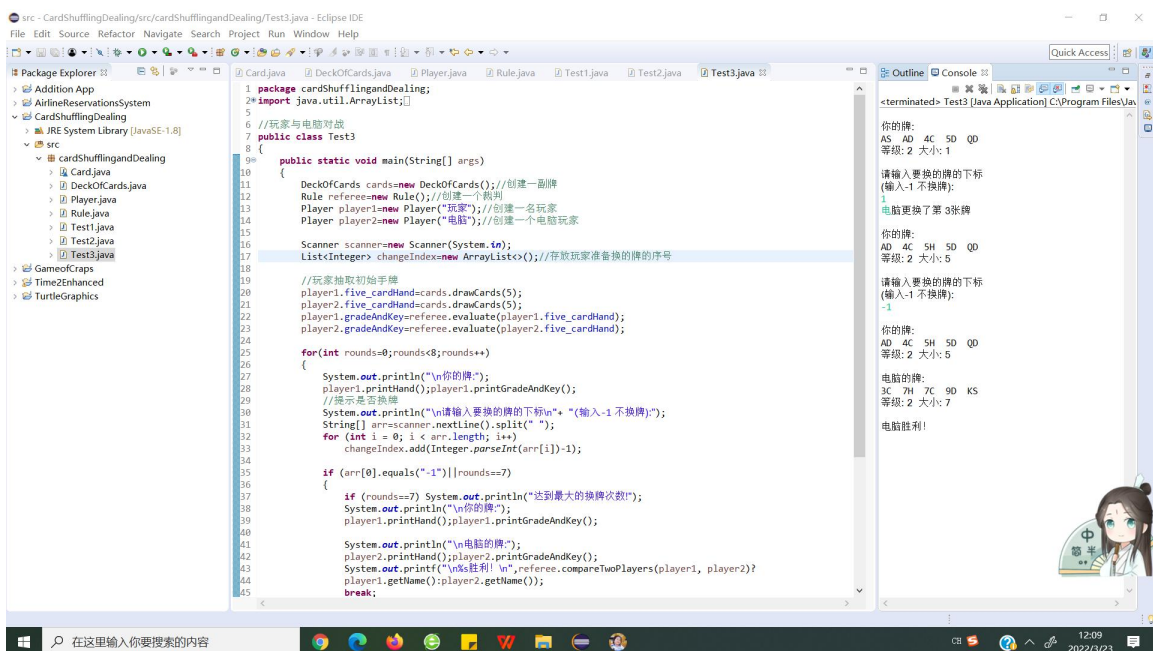 src - CardShufflingDealing/src/cardShufflingandDealing/Test3.java - Eclipse IDE
File Edit Source Refactor Navigate Search Project Run Window Help
Quick Access
Package Explorer
Addition App
AirlineReservationsSystem
CardShufflingDealing
JRE System Library [JavaSE-1.8]
src
cardShufflingandDealing
Card.java
DeckOfCards.java
Player.java
Rule.java
Test1.java
Test2.java
Test3.java
GameofCraps
Time2Enhanced
TurtleGraphics
Card.java DeckOfCards.java Player.java Rule.java Test1.java Test2.java Test3.java
1 package cardShufflingandDealing;
2 import java.util.ArrayList;
5
6 //玩家与电脑对战
7 public class Test3
8 {
9 public static void main(String[] args)
10 {
11 DeckOfCards cards=new DeckOfCards();//创建一副牌
12 Rule referee=new Rule();//创建一个裁判
13 Player player1=new Player("玩家");//创建一名玩家
14 Player player2=new Player("电脑");//创建一个电脑玩家
15
16 Scanner scanner=new Scanner(System.in);
17 List<Integer> changeIndex=new ArrayList<>();//存放玩家准备换的牌的序号
18
19 //玩家抽取初始手牌
20 player1.five_cardHand=cards.drawCards(5);
21 player2.five_cardHand=cards.drawCards(5);
22 player1.gradeAndKey=referee.evaluate(player1.five_cardHand);
23 player2.gradeAndKey=referee.evaluate(player2.five_cardHand);
24
25 for(int rounds=0;rounds<8;rounds++)
26 {
27 System.out.println("\n你的牌:");
28 player1.printHand();player1.printGradeAndKey();
29 //提示是否换牌
30 System.out.println("\n请输入要换的牌的下标\n"+ "(输入-1 不换牌):");
31 String[] arr=scanner.nextLine().split(" ");
32 for (int i = 0; i < arr.length; i++)
33 changeIndex.add(Integer.parseInt(arr[i])-1);
34
35 if (arr[0].equals("-1")||rounds==7)
36 {
37 if (rounds==7) System.out.println("达到最大的换牌次数!");
38 System.out.println("\n你的牌:");
39 player1.printHand();player1.printGradeAndKey();
40
41 System.out.println("\n电脑的牌:");
42 player2.printHand();player2.printGradeAndKey();
43 System.out.printf("\n%s胜利! \n",referee.compareTwoPlayers(player1, player2)?
44 player1.getName():player2.getName());
45 break;
Outline Console
<terminated> Test3 [Java Application] C:\Program Files\Jav
你的牌:
AS AD 4C 5D QD
等级: 2 大小: 1
请输入要换的牌的下标
(输入-1 不换牌):
1
电脑更换了第 3张牌
你的牌:
AD 4C 5H 5D QD
等级: 2 大小: 5
请输入要换的牌的下标
(输入-1 不换牌):
-1
你的牌:
AD 4C 5H 5D QD
等级: 2 大小: 5
电脑的牌:
3C 7H 7C 9D KS
等级: 2 大小: 7
电脑胜利!
中
简 半
在这里输入你要搜索的内容
CH
12:09
2022/3/23